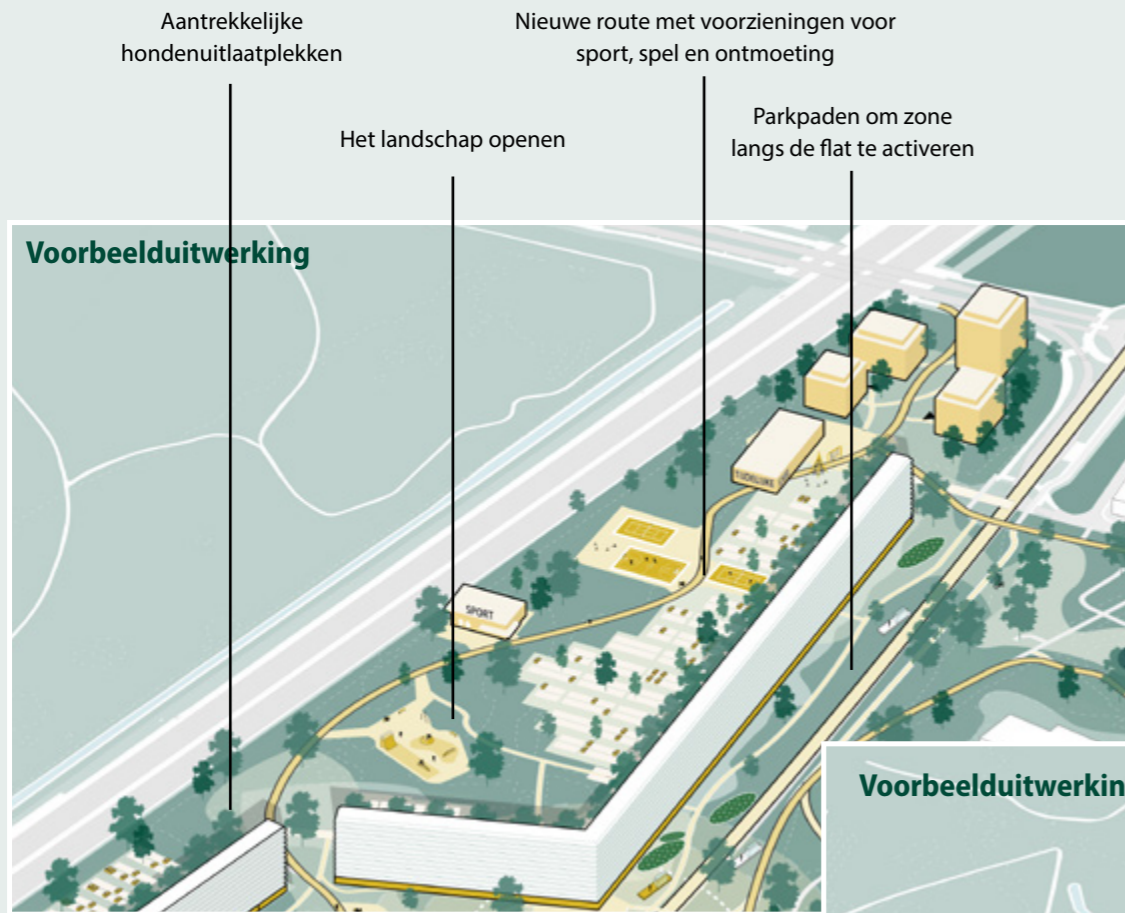 Aantrekkelijke
hondenuitlaatplekken
Nieuwe route met voorzieningen voor
sport, spel en ontmoeting
Het landschap openen
Parkpaden om zone
langs de flat te activeren
Voorbeelduitwerking
TIJDELIJKE
SPORT
Voorbeelduitwerkin